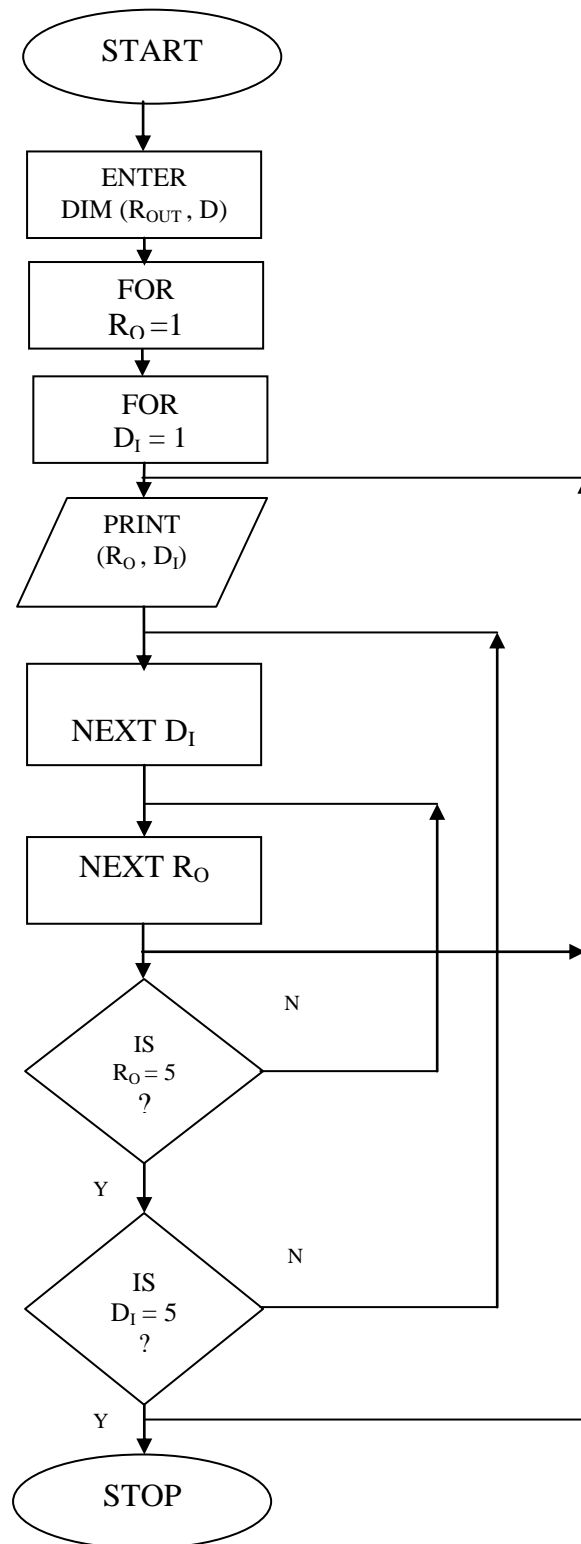 START
ENTER
DIM (R_OUT , D)
FOR
R_O =1
FOR
D_I = 1
PRINT
(R_O , D_I)
NEXT D_I
NEXT R_O
N
IS
R_O = 5
?
Y
N
IS
D_I = 5
?
Y
STOP